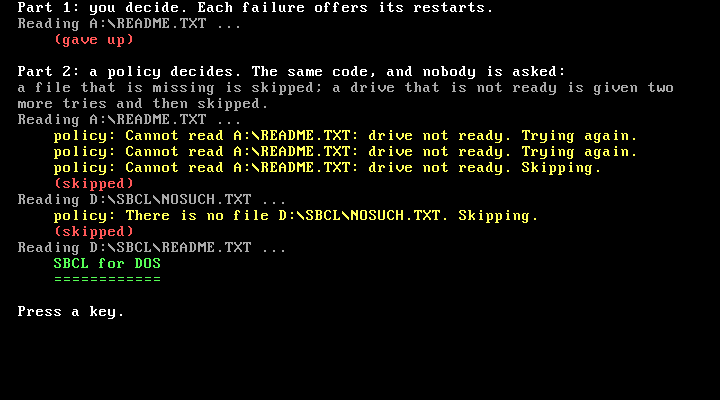 Part 1: you decide. Each failure offers its restarts.
Reading A:\README.TXT ...
(gave up)
Part 2: a policy decides. The same code, and nobody is asked:
a file that is missing is skipped; a drive that is not ready is given two
more tries and then skipped.
Reading A:\README.TXT ...
policy: Cannot read A:\README.TXT: drive not ready. Trying again.
policy: Cannot read A:\README.TXT: drive not ready. Trying again.
policy: Cannot read A:\README.TXT: drive not ready. Skipping.
(skipped)
Reading D:\SBCL\NOSUCH.TXT ...
policy: There is no file D:\SBCL\NOSUCH.TXT. Skipping.
(skipped)
Reading D:\SBCL\README.TXT ...
SBCL for DOS
============
Press a key.